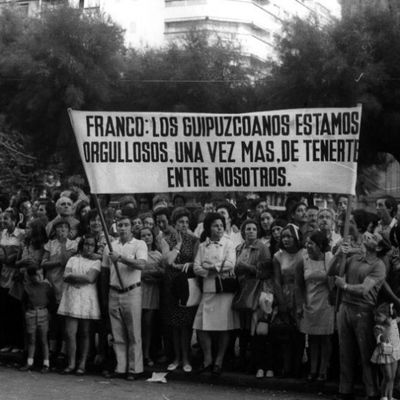 FRANCO: LOS GUIPUZCOANOS ESTAMOS
ORGULLOSOS, UNA VEZ MAS, DE TENERTE
ENTRE NOSOTROS.